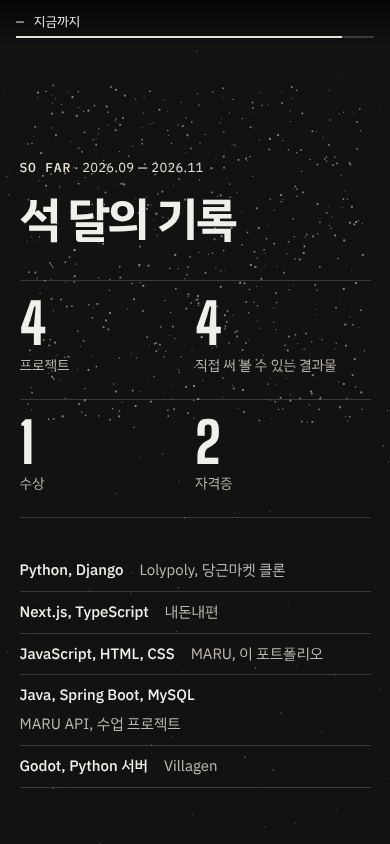 – 지금까지
SO FAR · 2026.09 — 2026.11
석 달의 기록
4 4
프로젝트 직접 써 볼 수 있는 결과물
1 2
수상 자격증
Python, Django Lolypoly, 당근마켓 클론
Next.js, TypeScript 내돈내편
JavaScript, HTML, CSS MARU, 이 포트폴리오
Java, Spring Boot, MySQL
MARU API, 수업 프로젝트
Godot, Python 서버 Villagen